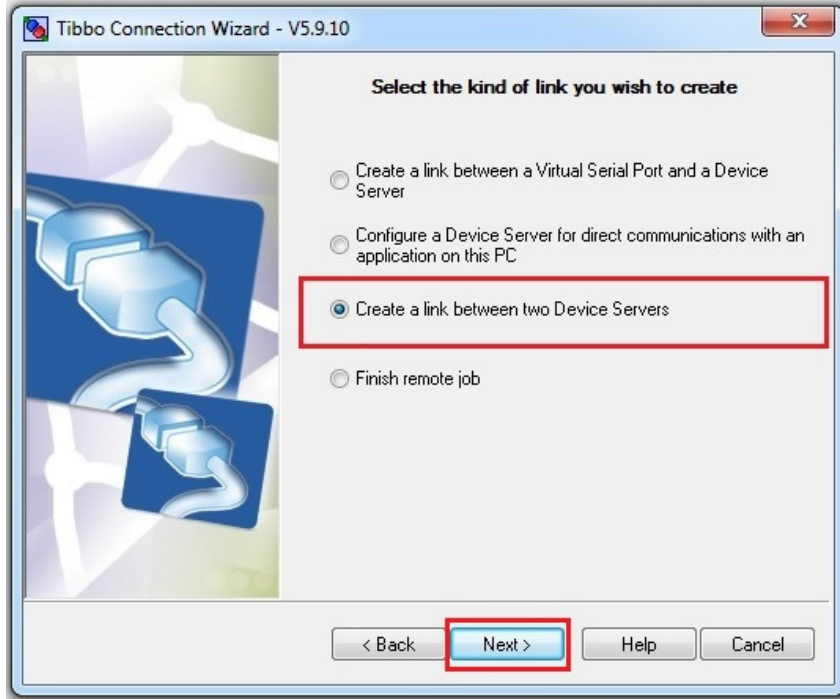 Tibbo Connection Wizard - V5.9.10
Select the kind of link you wish to create
Create a link between a Virtual Serial Port and a Device
Server
Configure a Device Server for direct communications with an
application on this PC
Create a link between two Device Servers
Finish remote job
< Back Next > Help Cancel